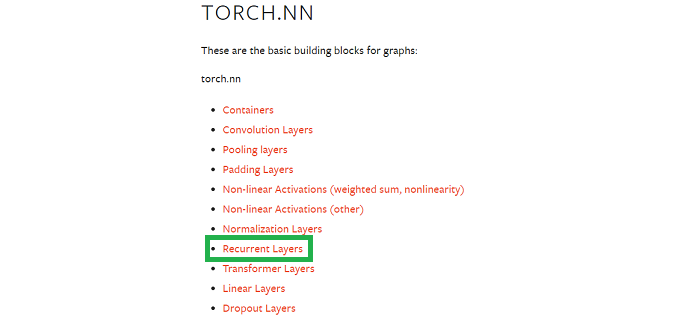 TORCH.NN
These are the basic building blocks for graphs:
torch.nn
Containers
Convolution Layers
Pooling layers
Padding Layers
Non-linear Activations (weighted sum, nonlinearity)
Non-linear Activations (other)
Normalization Layers
Recurrent Layers
Transformer Layers
Linear Layers
Dropout Layers